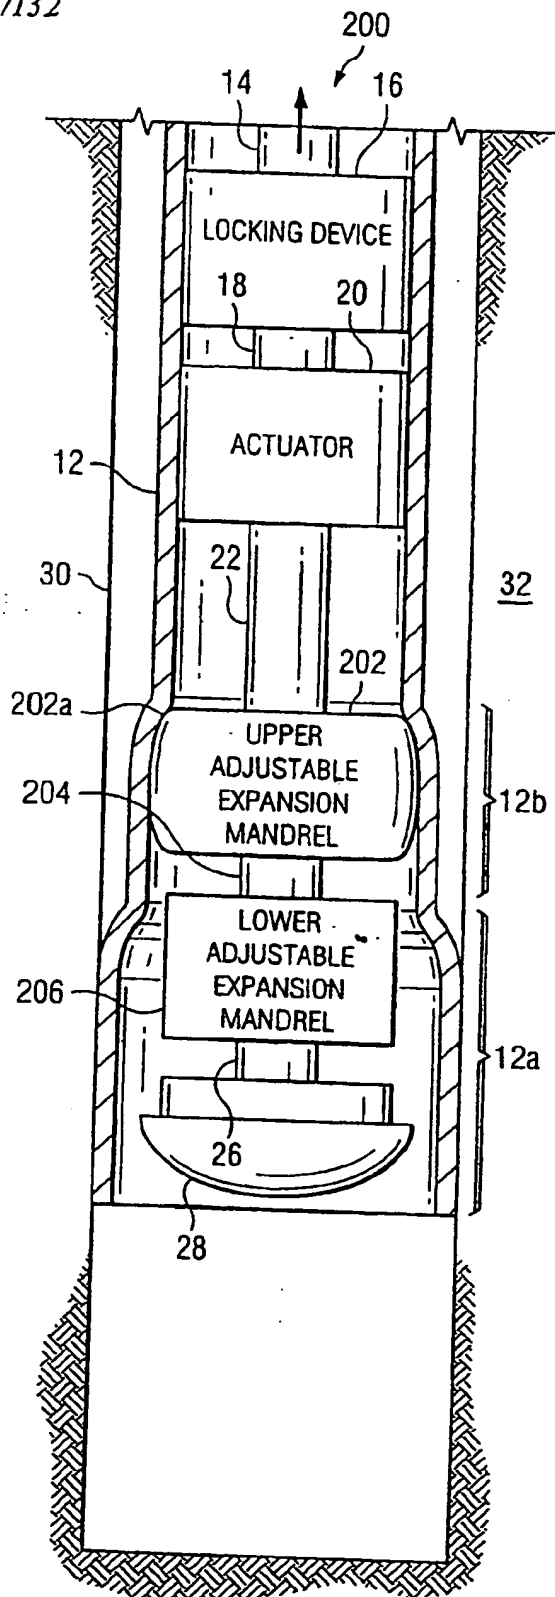 7132
200
14
16
LOCKING DEVICE
18
20
ACTUATOR
12
22
30
32
202
202a
UPPER
ADJUSTABLE
EXPANSION
MANDREL
204
12b
LOWER
ADJUSTABLE
EXPANSION
MANDREL
206
12a
26
28